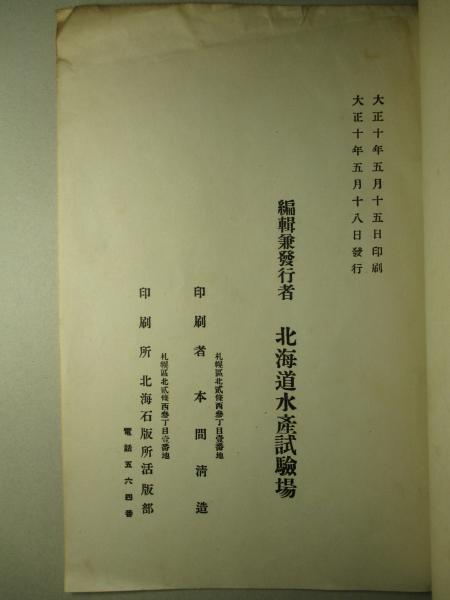 大正十年五月十五日印刷
大正十年五月十八日發行
編輯兼發行者 北海道水產試驗場
札幌區北貳條西參丁目壹番地
印刷者 本間淸造
札幌區北貳條西參丁目壹番地
印刷所 北海石版所活版部
電話五六四番